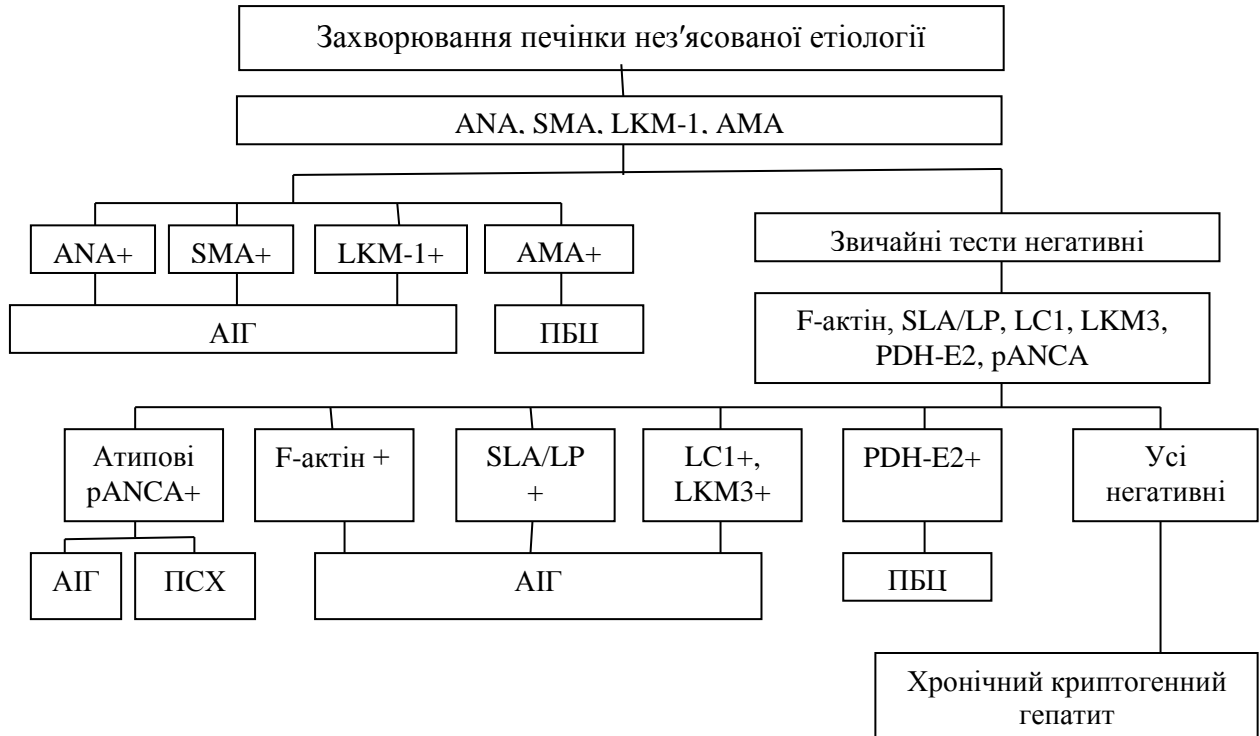 Захворювання печінки нез′ясованої етіології
ANA, SMA, LKM-1, AMA
ANA+
SMA+
LKM-1+
AMA+
Звичайні тести негативні
АІГ
ПБЦ
F-актін, SLA/LP, LC1, LKM3,
PDH-E2, pANCA
Атипові
pANCA+
F-актін +
SLA/LP
+
LC1+,
LKM3+
PDH-E2+
Усі
негативні
АІГ
ПСХ
АІГ
ПБЦ
Хронічний криптогенний
гепатит